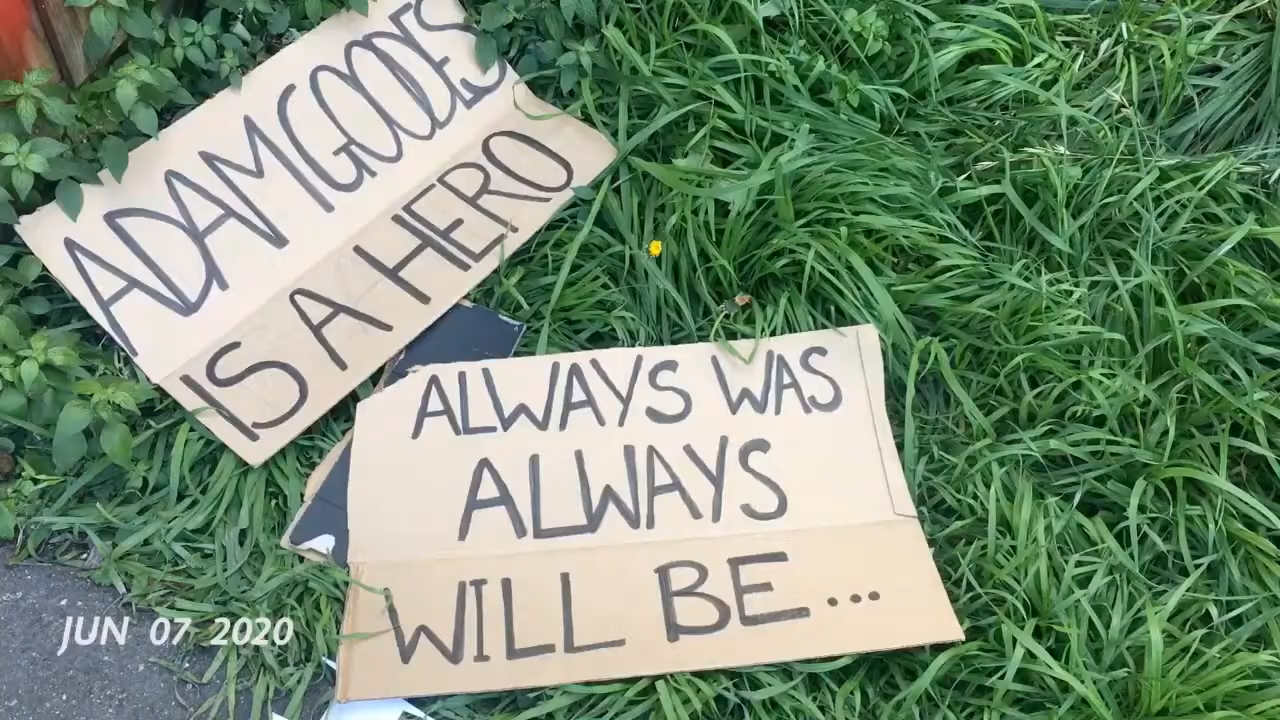 ADAM GOODES
IS A HERO
ALWAYS WAS
ALWAYS
WILL BE...
JUN 07 2020